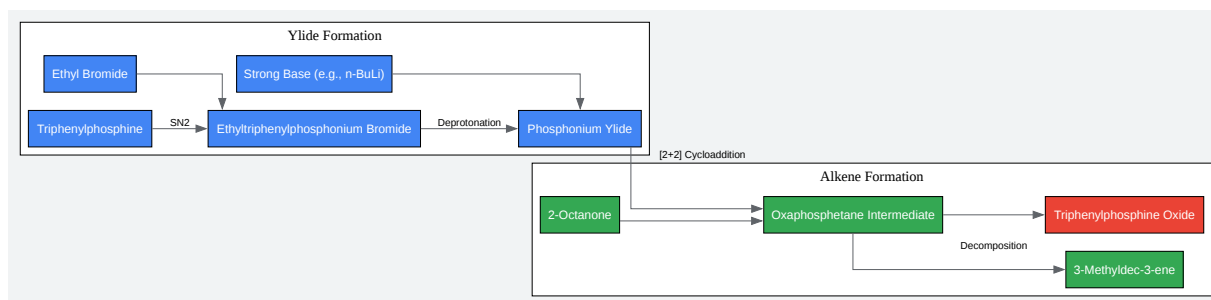 Ylide Formation
Ethyl Bromide
Strong Base (e.g., n-BuLi)
Triphenylphosphine
SN2
Ethyltriphenylphosphonium Bromide
Deprotonation
Phosphonium Ylide
[2+2] Cycloaddition
Alkene Formation
2-Octanone
Oxaphosphetane Intermediate
Triphenylphosphine Oxide
Decomposition
3-Methyldec-3-ene